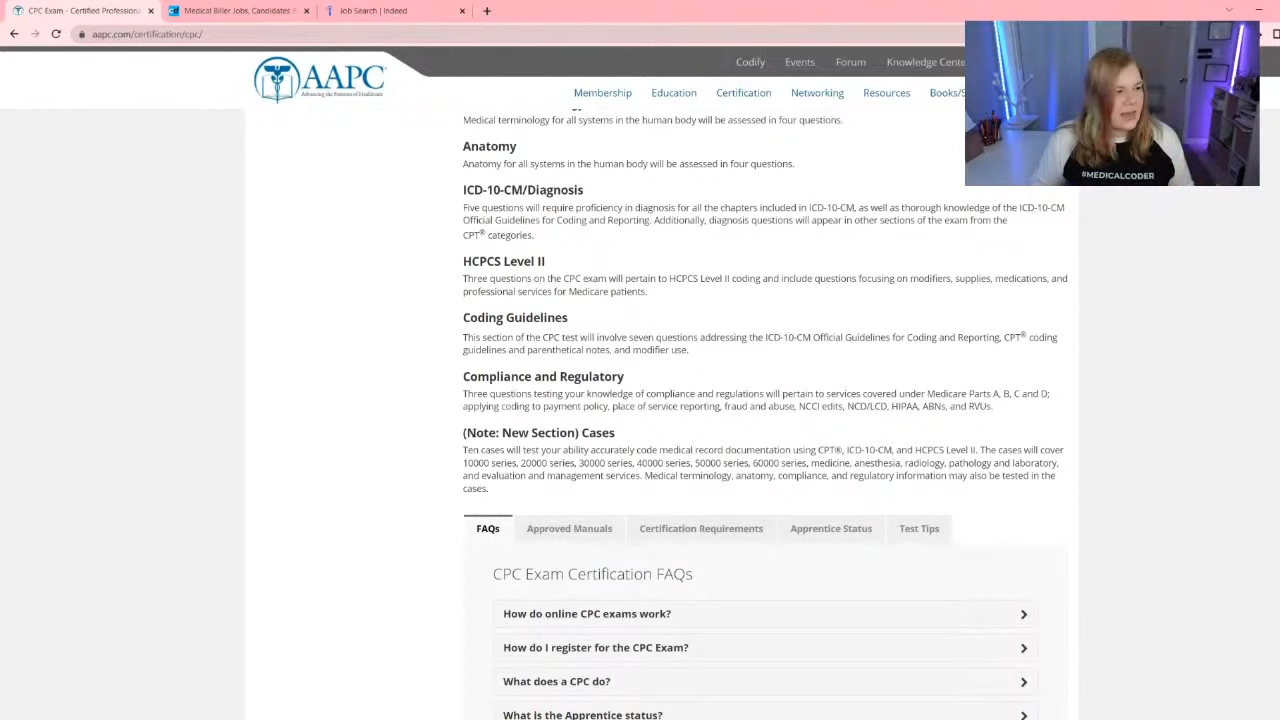 CPC Exam - Certified Professiona
Medical Biller Jobs, Candidates
Job Search | Indeed
aapc.com/certification/cpc/
AAPC
Advancing the Business of Healthcare
Codify
Events
Forum
Knowledge Cente
Membership
Education
Certification
Networking
Resources
Books/S
Medical terminology for all systems in the human body will be assessed in four questions.
Anatomy
Anatomy for all systems in the human body will be assessed in four questions.
ICD-10-CM/Diagnosis
Five questions will require proficiency in diagnosis for all the chapters included in ICD-10-CM, as well as thorough knowledge of the ICD-10-CM
Official Guidelines for Coding and Reporting. Additionally, diagnosis questions will appear in other sections of the exam from the
CPT® categories.
HCPCS Level II
Three questions on the CPC exam will pertain to HCPCS Level II coding and include questions focusing on modifiers, supplies, medications, and
professional services for Medicare patients.
Coding Guidelines
This section of the CPC test will involve seven questions addressing the ICD-10-CM Official Guidelines for Coding and Reporting, CPT® coding
guidelines and parenthetical notes, and modifier use.
Compliance and Regulatory
Three questions testing your knowledge of compliance and regulations will pertain to services covered under Medicare Parts A, B, C and D;
applying coding to payment policy, place of service reporting, fraud and abuse, NCCI edits, NCD/LCD, HIPAA, ABNs, and RVUs.
(Note: New Section) Cases
Ten cases will test your ability accurately code medical record documentation using CPT®, ICD-10-CM, and HCPCS Level II. The cases will cover
10000 series, 20000 series, 30000 series, 40000 series, 50000 series, 60000 series, medicine, anesthesia, radiology, pathology and laboratory,
and evaluation and management services. Medical terminology, anatomy, compliance, and regulatory information may also be tested in the
cases.
FAQs
Approved Manuals
Certification Requirements
Apprentice Status
Test Tips
CPC Exam Certification FAQs
How do online CPC exams work?
How do I register for the CPC Exam?
What does a CPC do?
What is the Apprentice status?
#MEDICALCODER